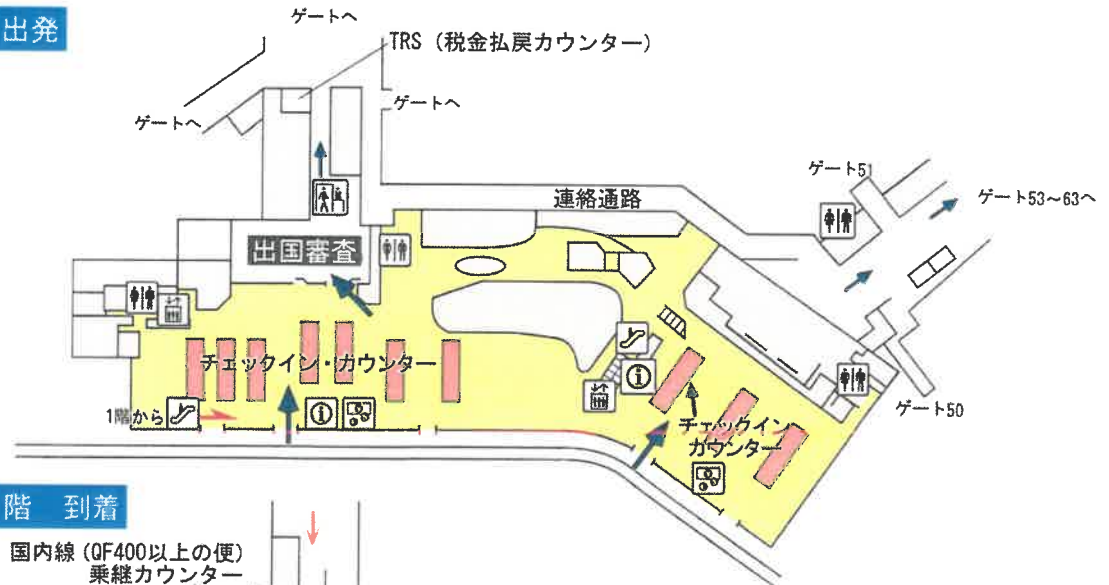 出発
ゲートへ
TRS（税金払戻カウンター）
ゲートへ
ゲートへ
ゲート51
ゲート53～63へ
連絡通路
出国審査
チェックイン・カウンター
1階から
ゲート50
チェックイン
カウンター
階 到着
国内線（QF400以上の便）
乗継カウンター